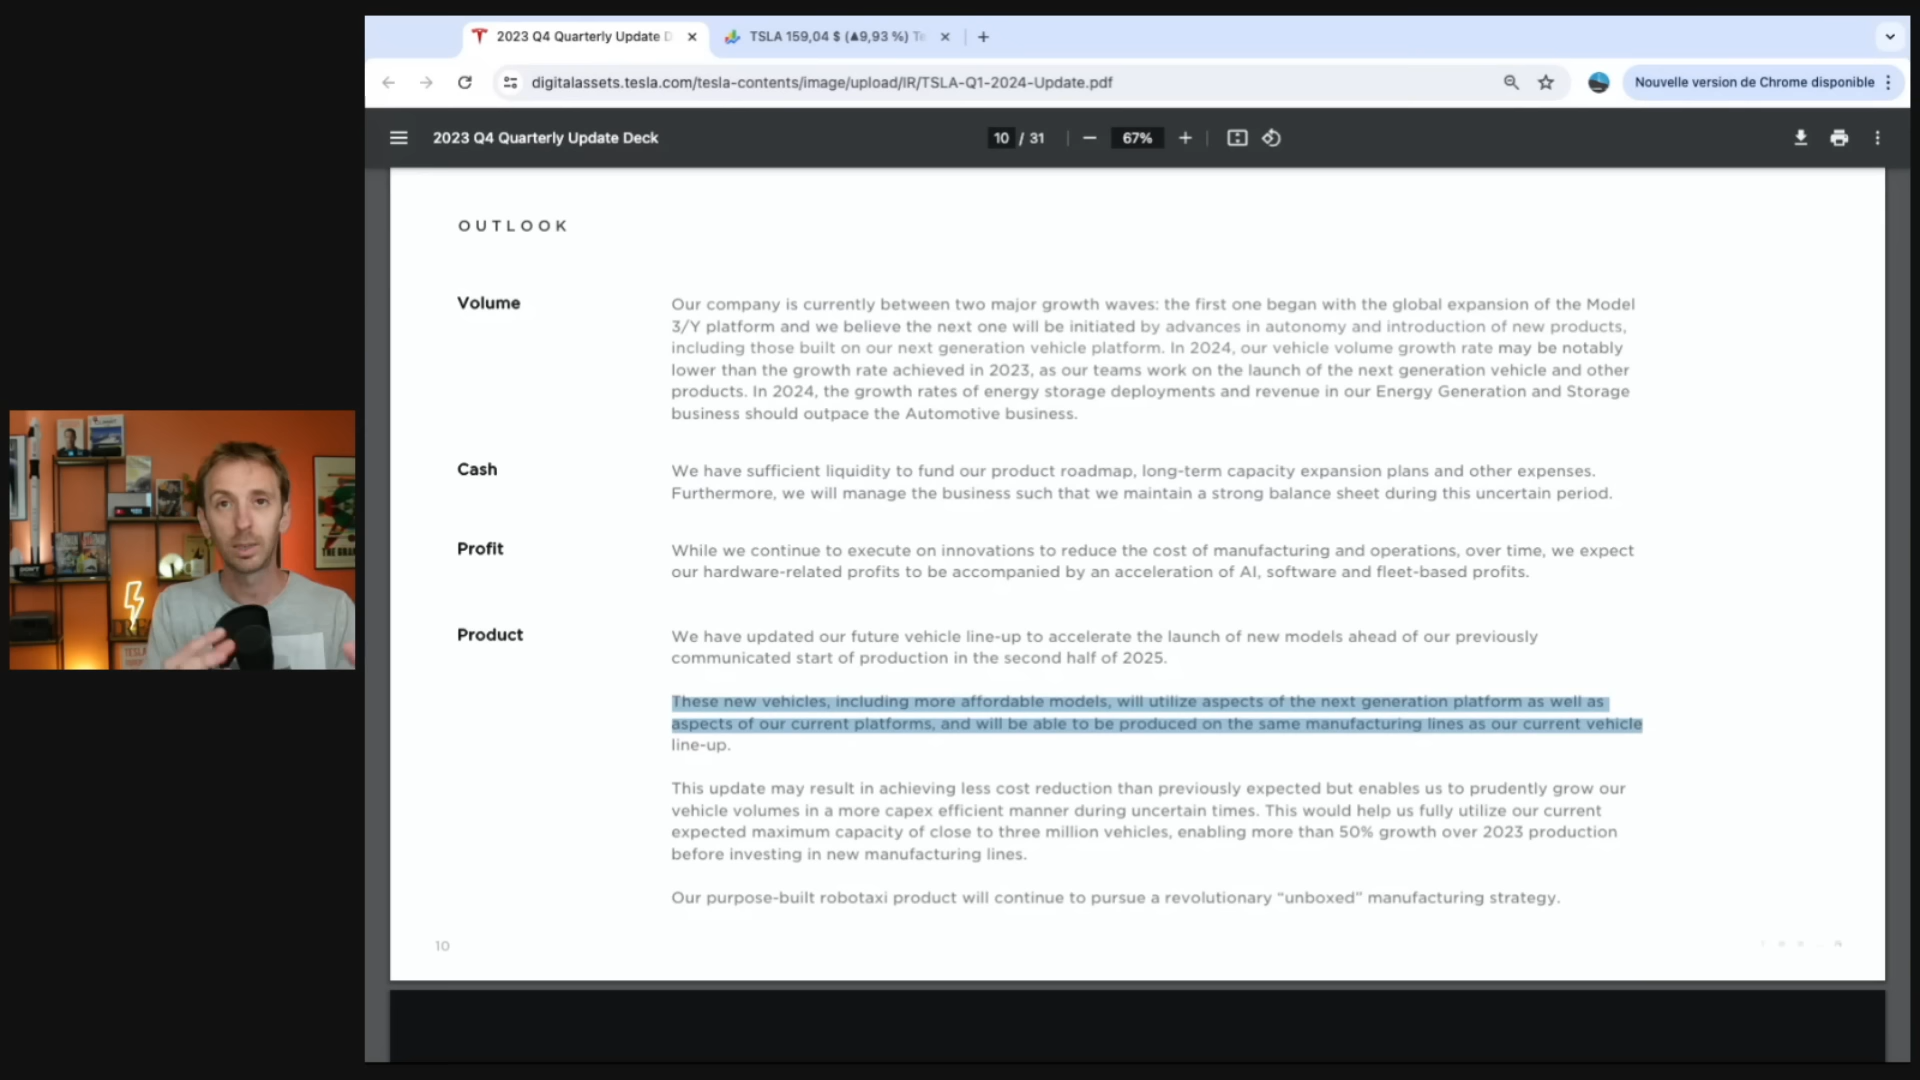 2023 Q4 Quarterly Update D
TSLA 159,04 $ (▲9,93 %) Te
digitalassets.tesla.com/tesla-contents/image/upload/IR/TSLA-Q1-2024-Update.pdf
Nouvelle version de Chrome disponible
2023 Q4 Quarterly Update Deck
10 / 31
67%
OUTLOOK
Volume
Our company is currently between two major growth waves: the first one began with the global expansion of the Model
3/Y platform and we believe the next one will be initiated by advances in autonomy and introduction of new products,
including those built on our next generation vehicle platform. In 2024, our vehicle volume growth rate may be notably
lower than the growth rate achieved in 2023, as our teams work on the launch of the next generation vehicle and other
products. In 2024, the growth rates of energy storage deployments and revenue in our Energy Generation and Storage
business should outpace the Automotive business.
Cash
We have sufficient liquidity to fund our product roadmap, long-term capacity expansion plans and other expenses.
Furthermore, we will manage the business such that we maintain a strong balance sheet during this uncertain period.
Profit
While we continue to execute on innovations to reduce the cost of manufacturing and operations, over time, we expect
our hardware-related profits to be accompanied by an acceleration of AI, software and fleet-based profits.
Product
We have updated our future vehicle line-up to accelerate the launch of new models ahead of our previously
communicated start of production in the second half of 2025.
These new vehicles, including more affordable models, will utilize aspects of the next generation platform as well as
aspects of our current platforms, and will be able to be produced on the same manufacturing lines as our current vehicle
line-up.
This update may result in achieving less cost reduction than previously expected but enables us to prudently grow our
vehicle volumes in a more capex efficient manner during uncertain times. This would help us fully utilize our current
expected maximum capacity of close to three million vehicles, enabling more than 50% growth over 2023 production
before investing in new manufacturing lines.
Our purpose-built robotaxi product will continue to pursue a revolutionary “unboxed” manufacturing strategy.
10